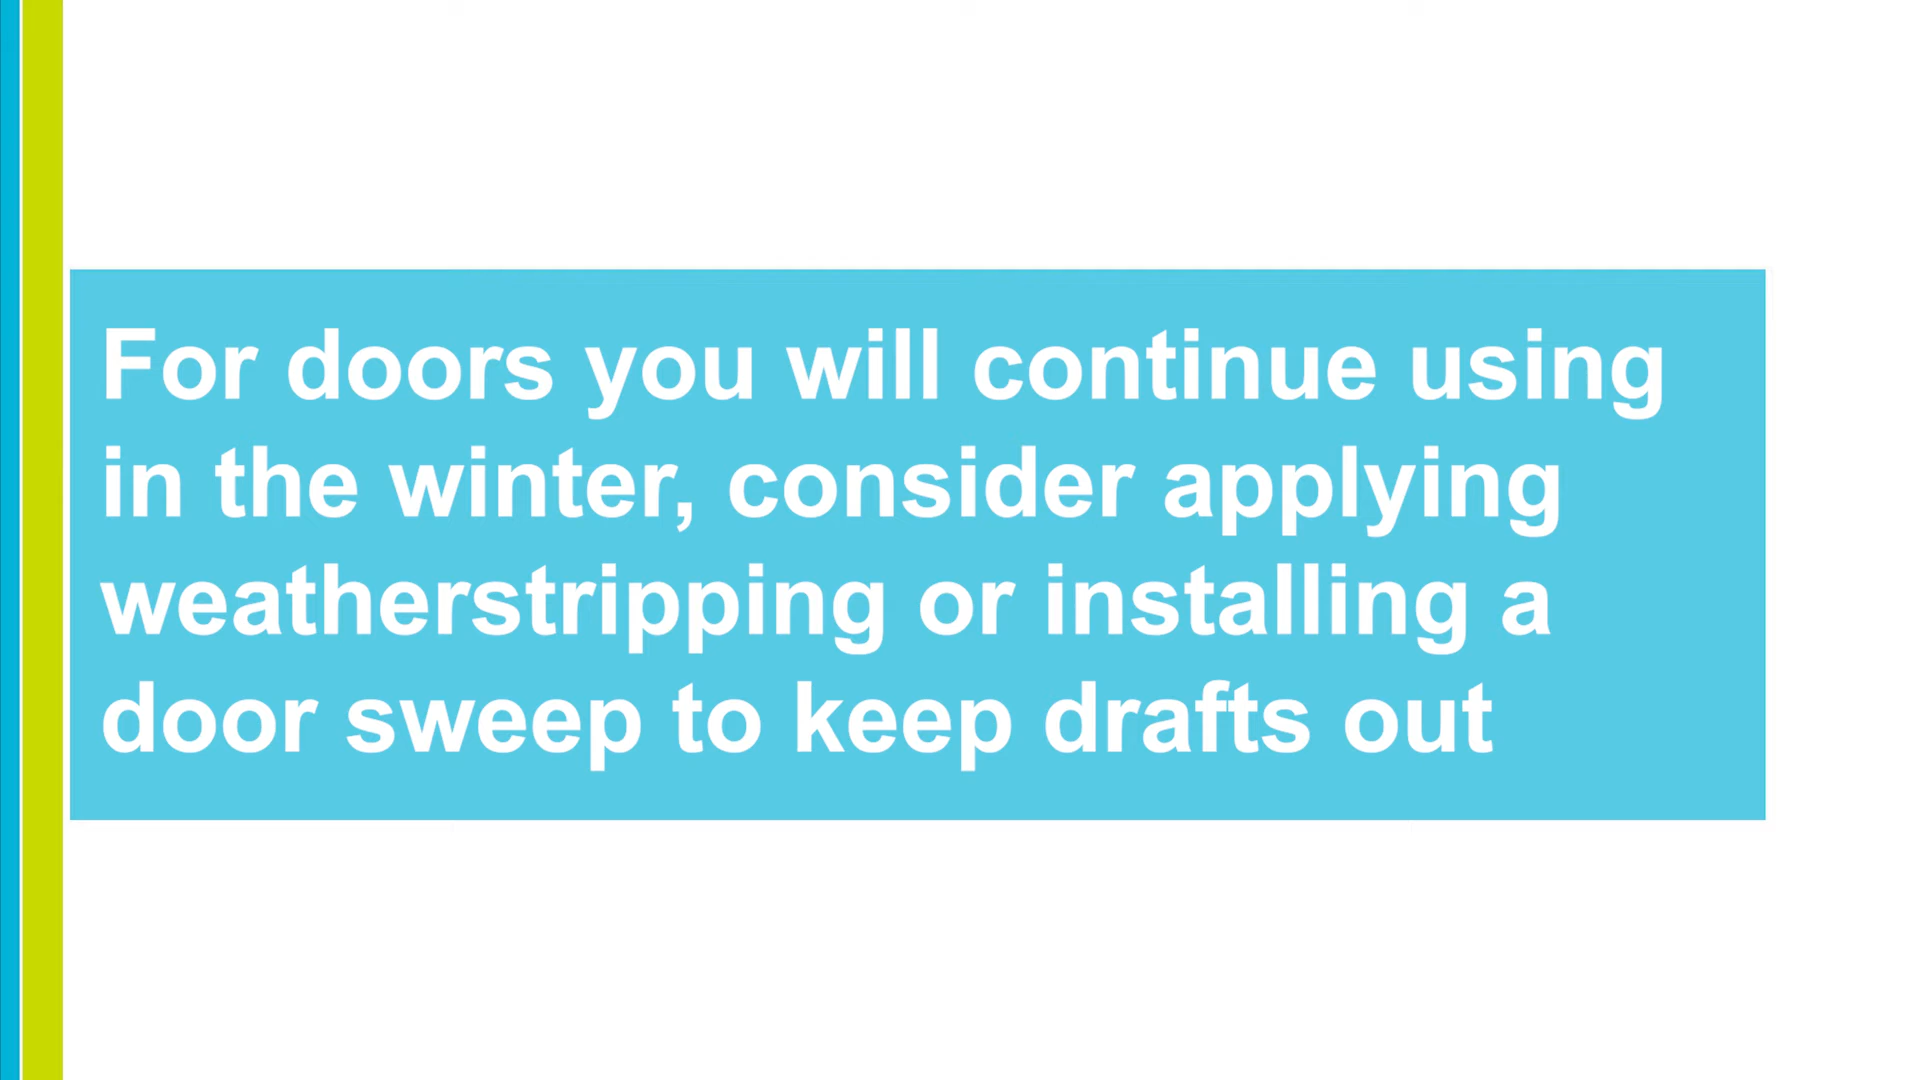 For doors you will continue using
in the winter, consider applying
weatherstripping or installing a
door sweep to keep drafts out